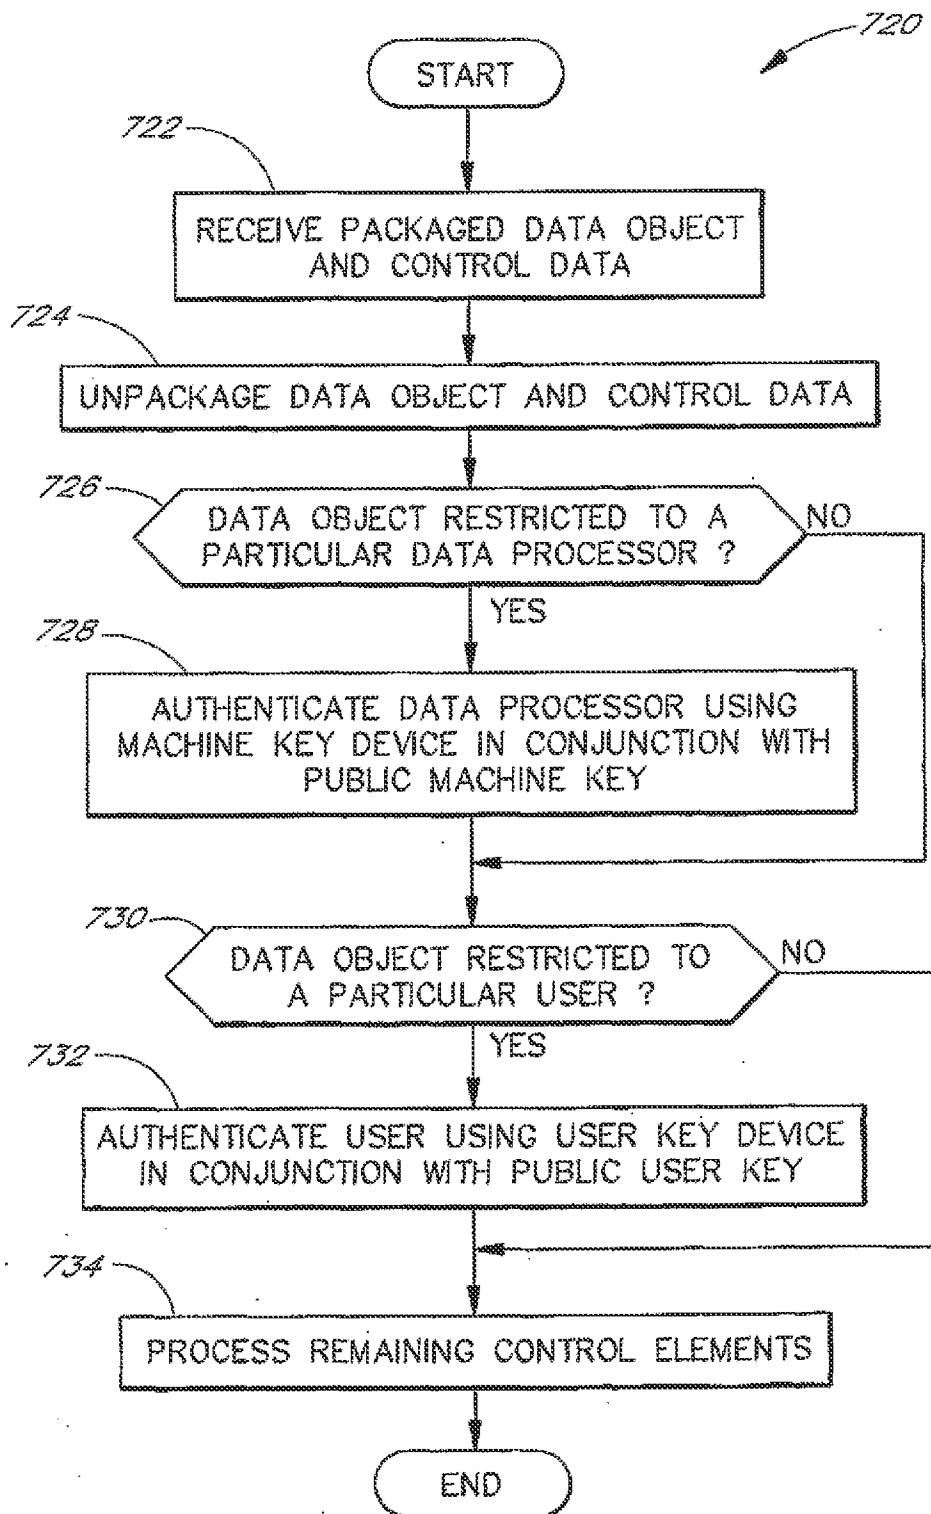 720
START
722
RECEIVE PACKAGED DATA OBJECT
AND CONTROL DATA
724
UNPACKAGE DATA OBJECT AND CONTROL DATA
726
DATA OBJECT RESTRICTED TO A
PARTICULAR DATA PROCESSOR ?
NO
YES
728
AUTHENTICATE DATA PROCESSOR USING
MACHINE KEY DEVICE IN CONJUNCTION WITH
PUBLIC MACHINE KEY
730
DATA OBJECT RESTRICTED TO
A PARTICULAR USER ?
NO
YES
732
AUTHENTICATE USER USING USER KEY DEVICE
IN CONJUNCTION WITH PUBLIC USER KEY
734
PROCESS REMAINING CONTROL ELEMENTS
END